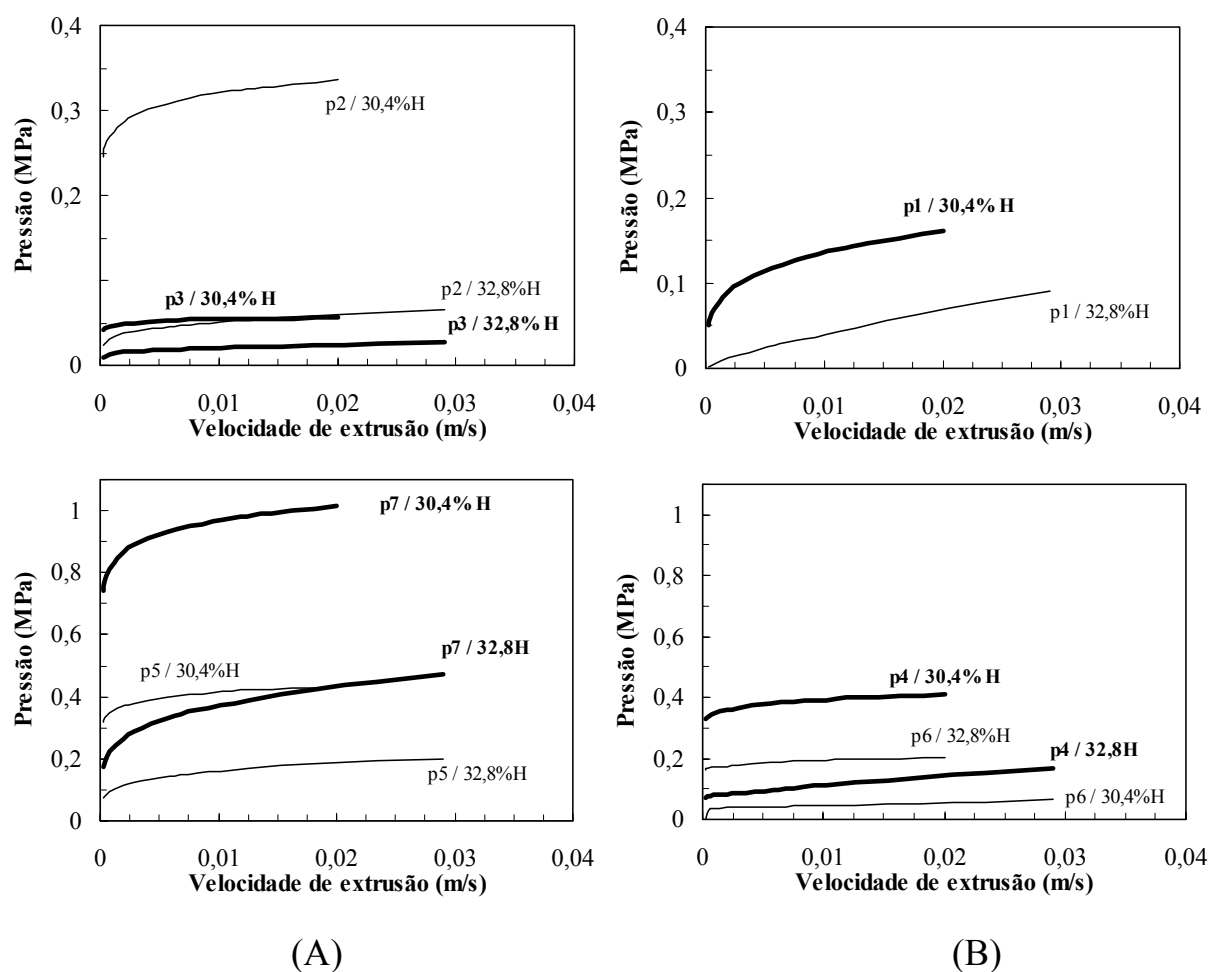 0,4
0,3
0,2
0,1
0
Pressão (MPa)
p2 / 30,4%H
p3 / 30,4% H
p2 / 32,8%H
p3 / 32,8% H
0 0,01 0,02 0,03 0,04
Velocidade de extrusão (m/s)
0,4
0,3
0,2
0,1
0
Pressão (MPa)
p1 / 30,4% H
p1 / 32,8%H
0 0,01 0,02 0,03 0,04
Velocidade de extrusão (m/s)
1
0,8
0,6
0,4
0,2
0
Pressão (MPa)
p7 / 30,4% H
p7 / 32,8H
p5 / 30,4%H
p5 / 32,8%H
0 0,01 0,02 0,03 0,04
Velocidade de extrusão (m/s)
1
0,8
0,6
0,4
0,2
0
Pressão (MPa)
p4 / 30,4% H
p6 / 32,8%H
p4 / 32,8H
p6 / 30,4%H
0 0,01 0,02 0,03 0,04
Velocidade de extrusão (m/s)
(A) (B)